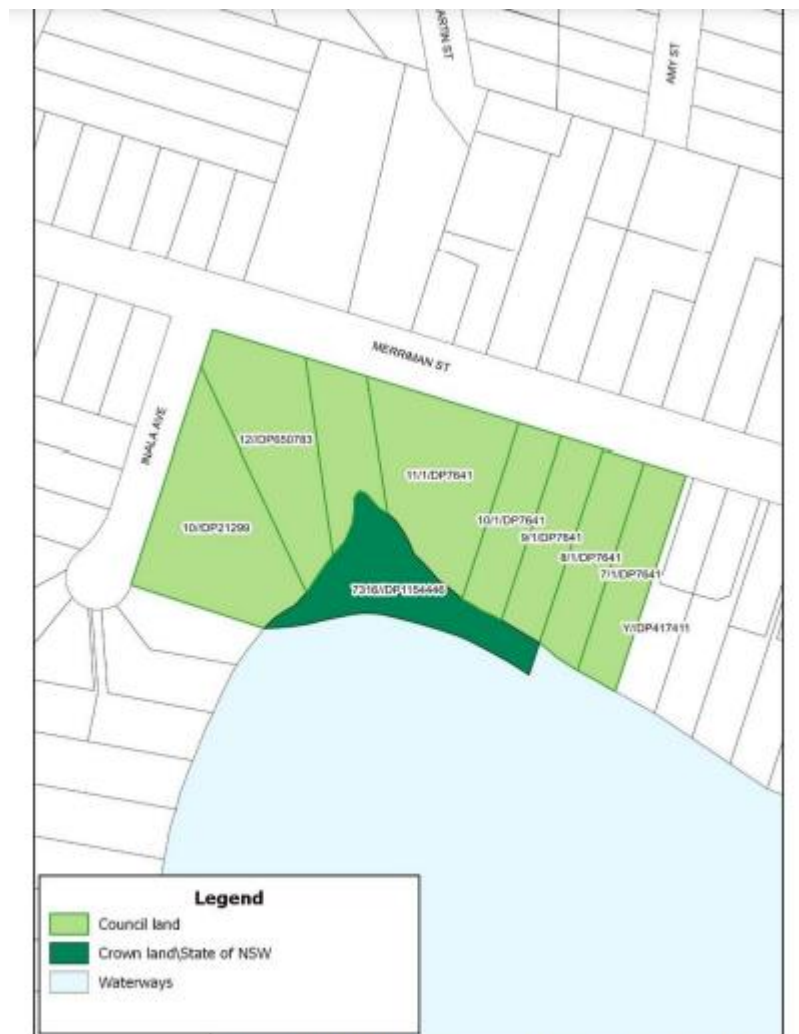 ARTIN ST
AMY ST
MERRIMAN ST
INALA AVE
12//DP650783
11/1/DP7641
10//DP21299
10/1/DP7641
9/1/DP7641
8/1/DP7641
7/1/DP7641
7316//DP1154446
Y//DP417411
Legend
Council land
Crown land\State of NSW
Waterways